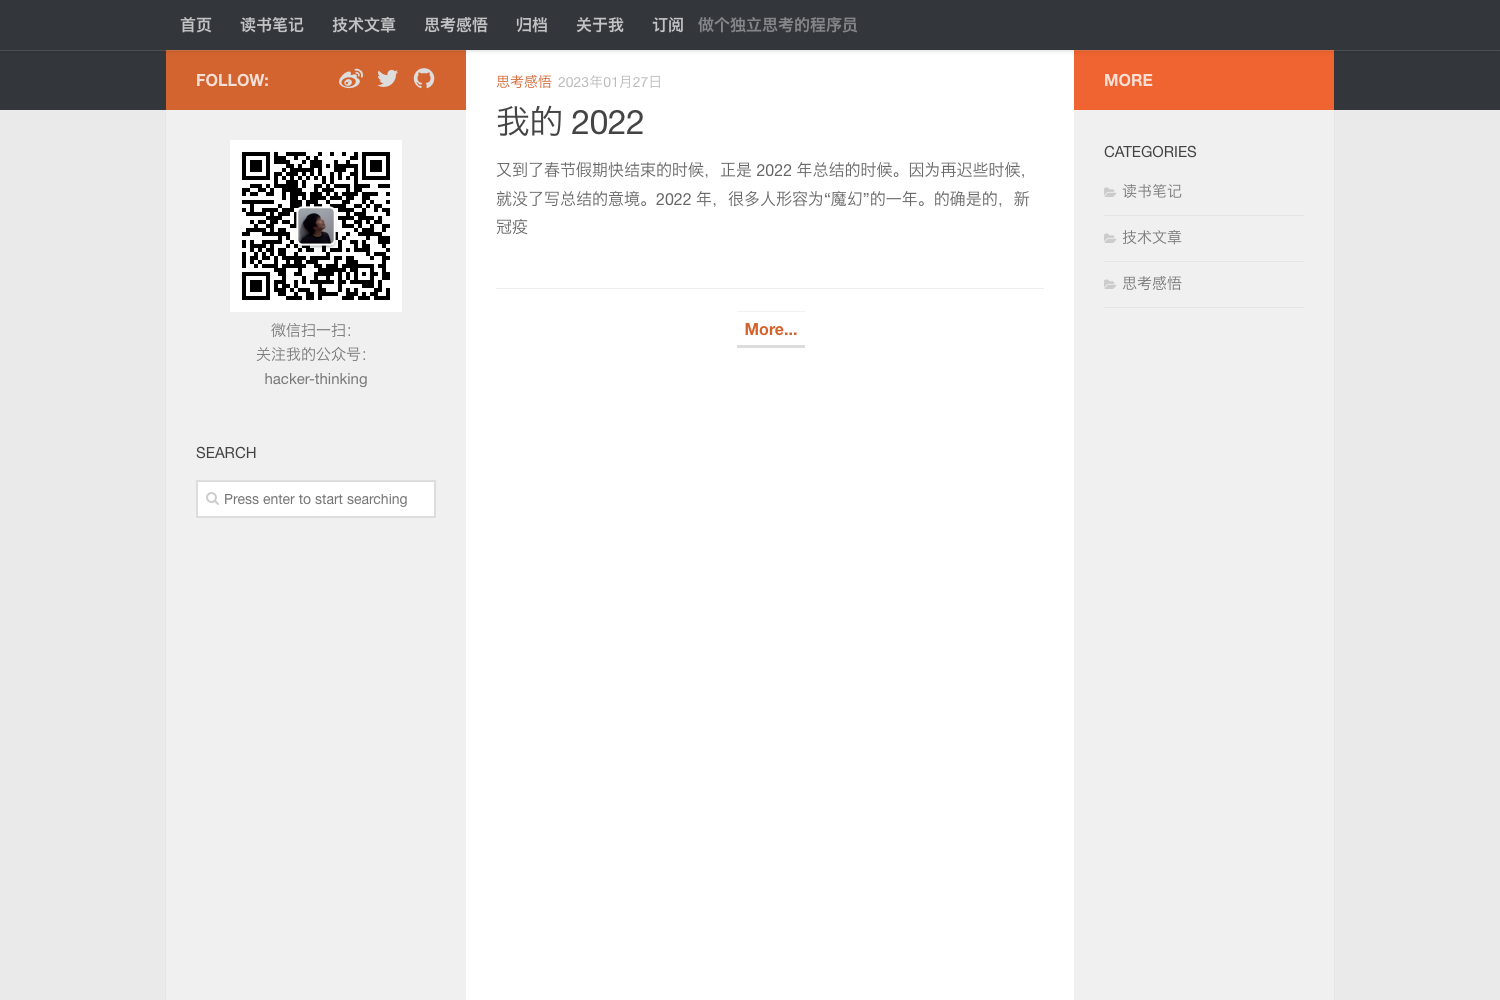 首页 读书笔记 技术文章 思考感悟 归档 关于我 订阅 做个独立思考的程序员
FOLLOW:
微信扫一扫：
关注我的公众号：
hacker-thinking
SEARCH
Press enter to start searching
思考感悟 2023年01月27日
我的 2022
又到了春节假期快结束的时候，正是 2022 年总结的时候。因为再迟些时候，
就没了写总结的意境。2022 年，很多人形容为“魔幻”的一年。的确是的，新
冠疫
More...
MORE
CATEGORIES
读书笔记
技术文章
思考感悟